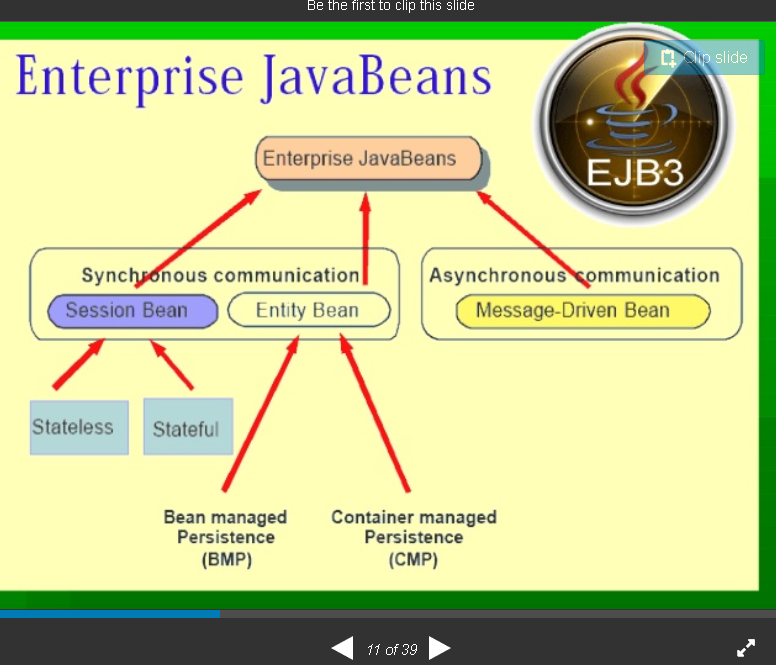 Be the first to clip this slide
Enterprise JavaBeans
Clip slide
EJB3
Enterprise JavaBeans
Synchronous communication
Asynchronous communication
Session Bean
Entity Bean
Message-Driven Bean
Stateless
Stateful
Bean managed
Persistence
(BMP)
Container managed
Persistence
(CMP)
11 of 39